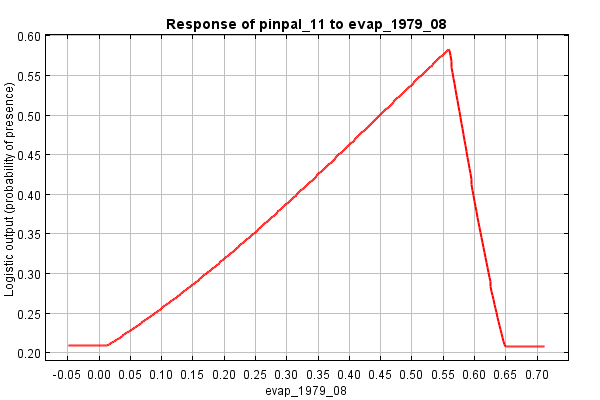 Response of pinpal_11 to evap_1979_08
Logistic output (probability of presence)
0.60
0.55
0.50
0.45
0.40
0.35
0.30
0.25
0.20
-0.05 0.00 0.05 0.10 0.15 0.20 0.25 0.30 0.35 0.40 0.45 0.50 0.55 0.60 0.65 0.70
evap_1979_08